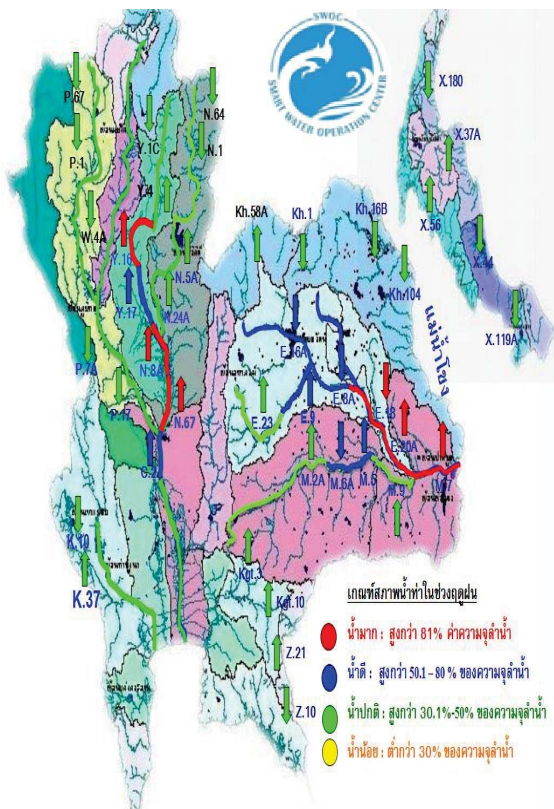 SWOC
SMART WATER OPERATION CENTER
P.67
N.64
X.180
Y.1C
N.1
P.1
X.37A
Y.4
Kh.58A
Kh.1
Kh.16B
W.4A
X.56
Y.16
N.5A
Kh.104
แม่น้ำโขง
Y.17
N.24A
X.44
X.119A
P.7A
N.8A
E.16A
P.17
N.67
E.23
E.9
E.8A
E.18
E.20A
C.2
M.2A
M.6A
M.5
M.9
M.7
K.10
K.37
Kgt.3
Kgt.10
Z.21
Z.10
เกณฑ์สภาพน้ำท่าในช่วงฤดูฝน
น้ำมาก : สูงกว่า 81% ค่าความจุลำน้ำ
น้ำดี : สูงกว่า 50.1 – 80 % ของความจุลำน้ำ
น้ำปกติ : สูงกว่า 30.1%-50% ของความจุลำน้ำ
น้ำน้อย : ต่ำกว่า 30% ของความจุลำน้ำ